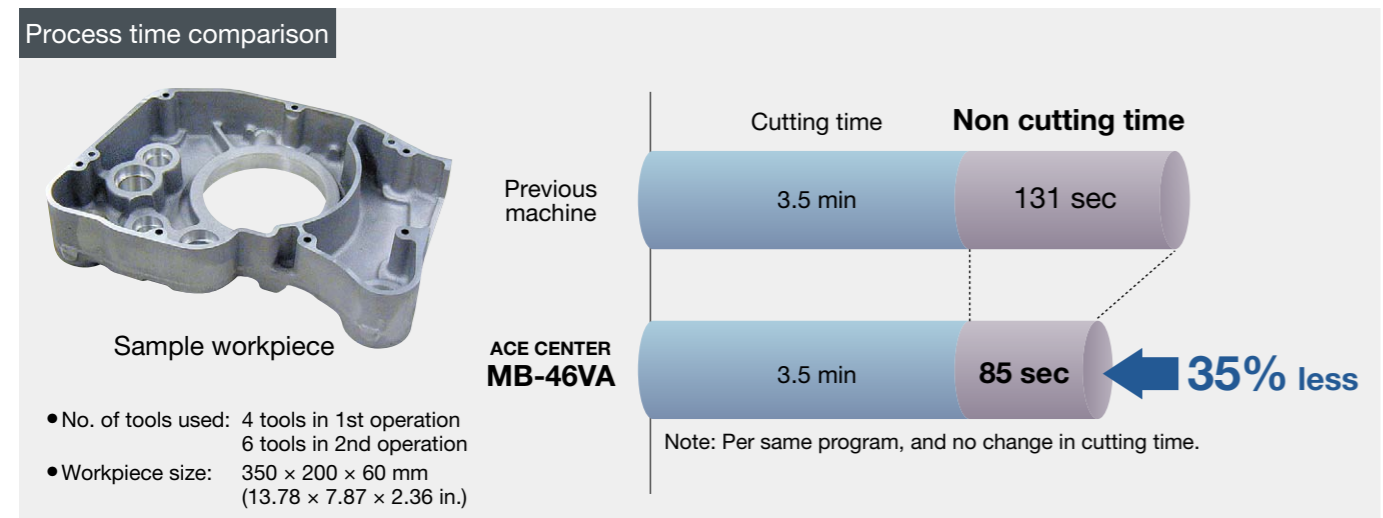 Process time comparison
Sample workpiece
● No. of tools used: 4 tools in 1st operation
6 tools in 2nd operation
● Workpiece size: 350 × 200 × 60 mm
(13.78 × 7.87 × 2.36 in.)
Cutting time Non cutting time
Previous
machine
3.5 min 131 sec
ACE CENTER
MB-46VA
3.5 min 85 sec 35% less
Note: Per same program, and no change in cutting time.